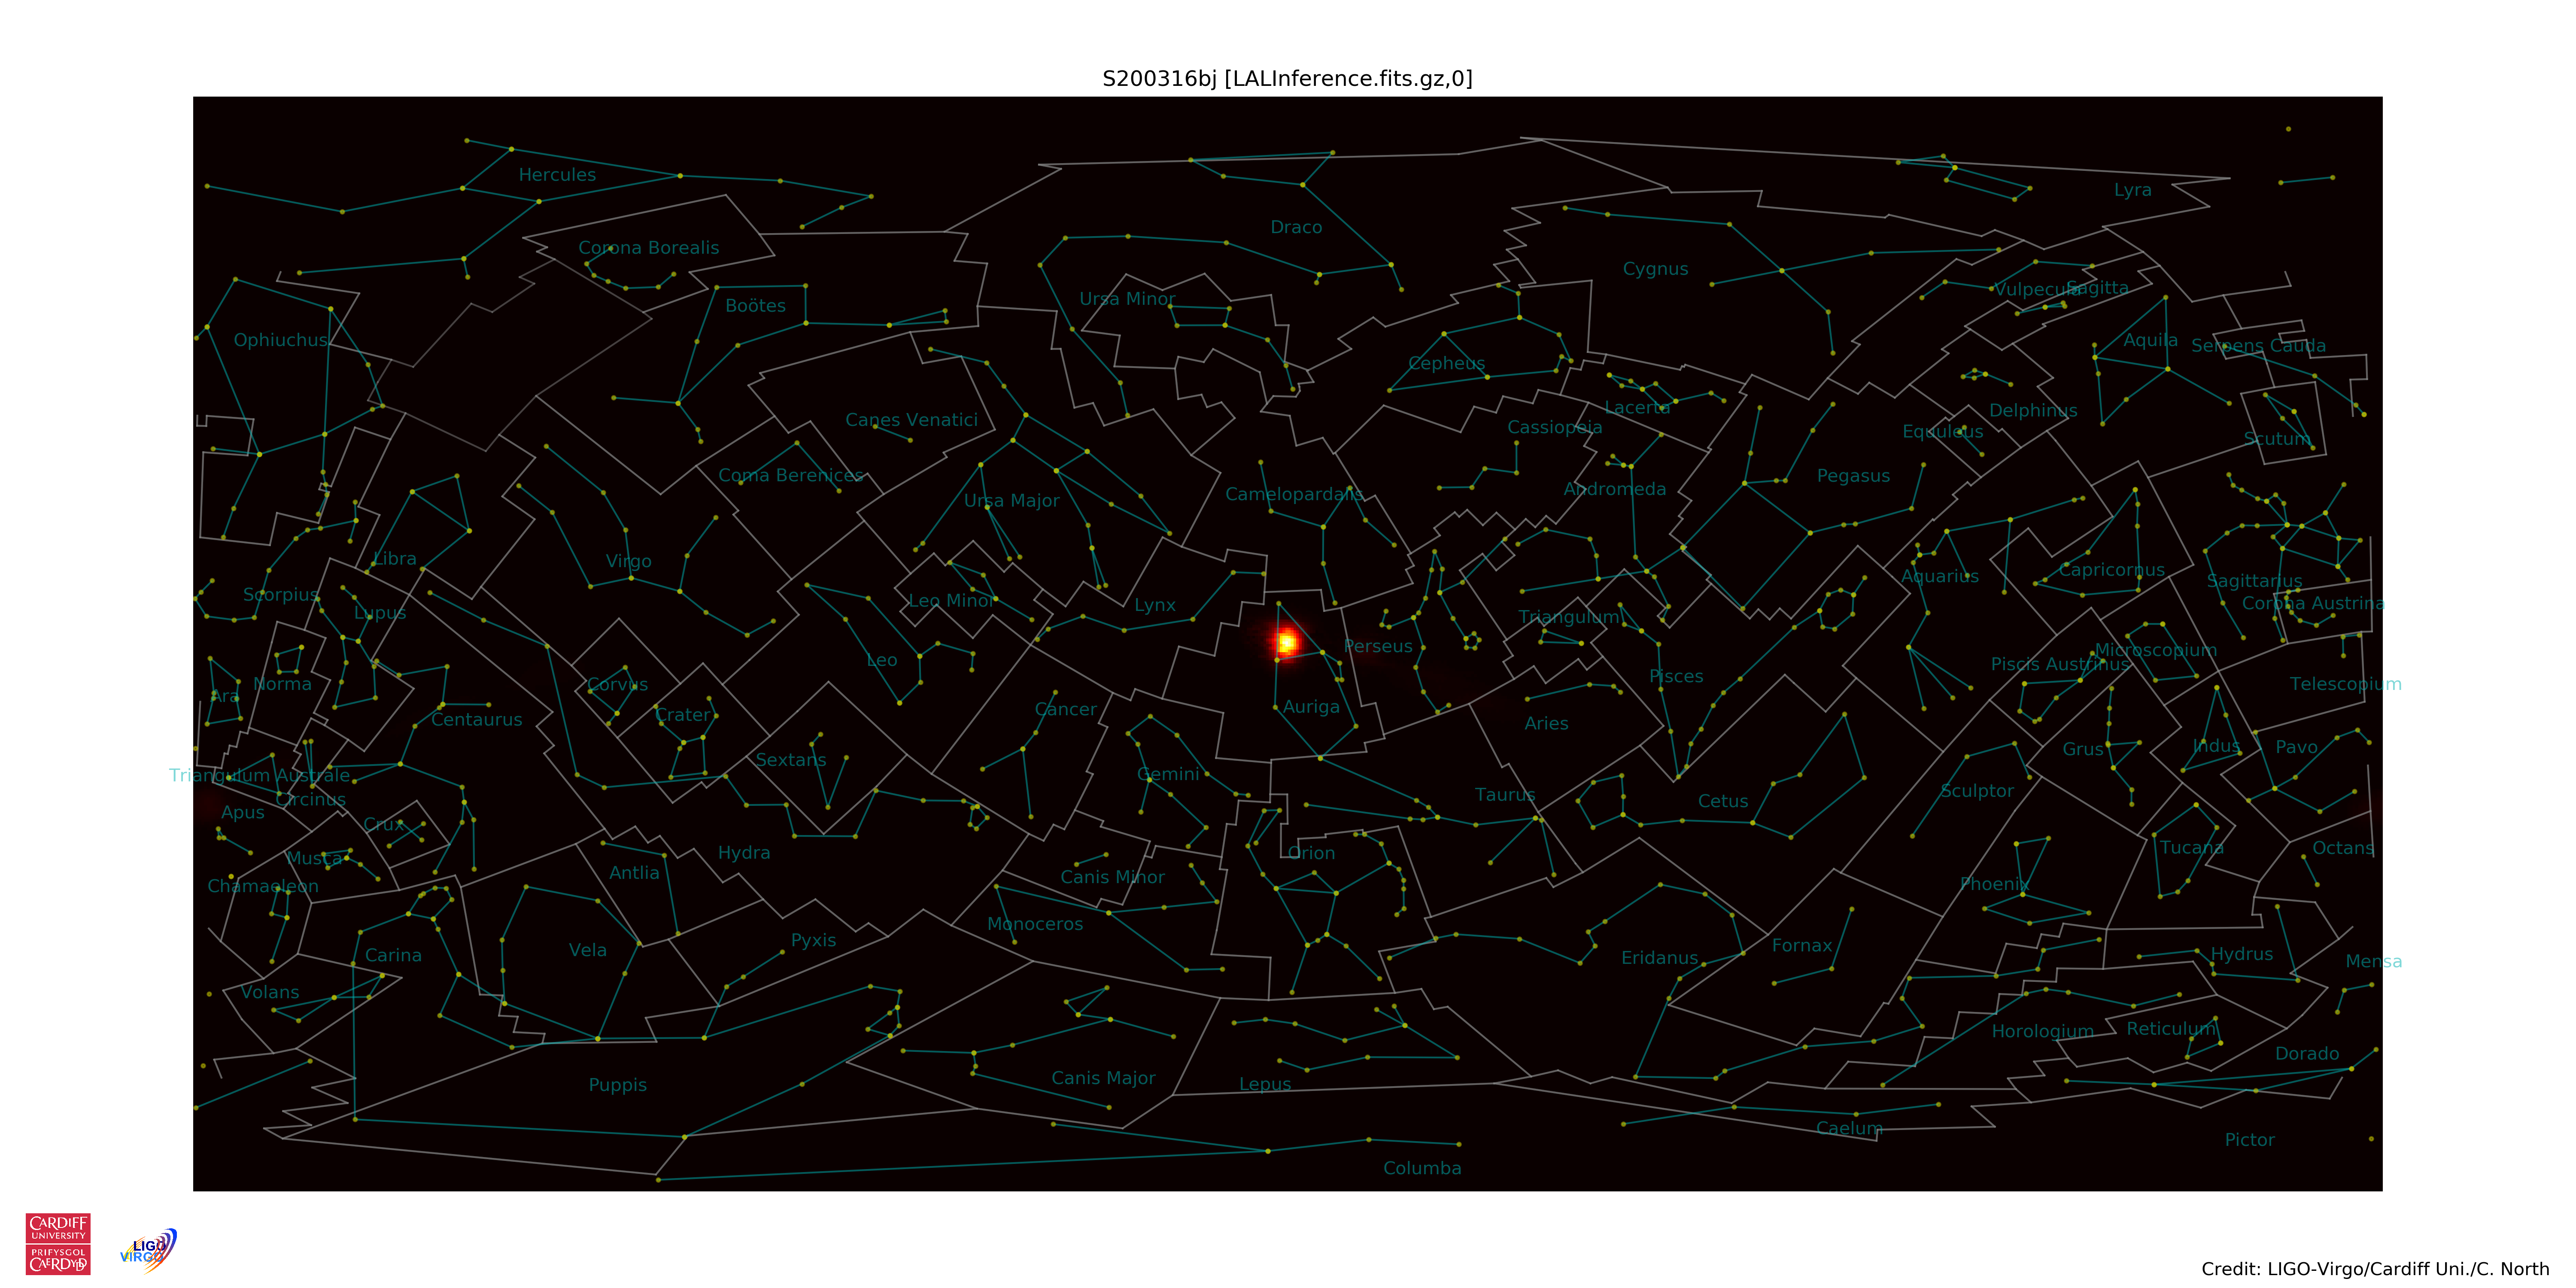 S200316bj [LALInference.fits.gz,0]
Hercules
Lyra
Draco
Corona Borealis
Cygnus
Boötes
Ursa Minor
Vulpecula
Sagitta
Ophiuchus
Aquila
Serpens Cauda
Cepheus
Canes Venatici
Lacerta
Delphinus
Cassiopeia
Equuleus
Scutum
Coma Berenices
Ursa Major
Camelopardalis
Andromeda
Pegasus
Libra
Virgo
Aquarius
Capricornus
Sagittarius
Scorpius
Lupus
Leo Minor
Lynx
Triangulum
Corona Austrina
Leo
Perseus
Microscopium
Piscis Austrinus
Ara
Norma
Corvus
Pisces
Telescopium
Centaurus
Crater
Cancer
Auriga
Aries
Grus
Indus
Pavo
Sextans
Triangulum Australe
Gemini
Circinus
Taurus
Cetus
Sculptor
Apus
Crux
Musca
Hydra
Orion
Tucana
Octans
Chamaeleon
Antlia
Canis Minor
Phoenix
Monoceros
Carina
Vela
Pyxis
Eridanus
Fornax
Hydrus
Mensa
Volans
Horologium
Reticulum
Dorado
Puppis
Canis Major
Lepus
Caelum
Pictor
Columba
CARDIFF
UNIVERSITY
PRIFYSGOL
CAERDYDD
LIGO
VIRGO
Credit: LIGO-Virgo/Cardiff Uni./C. North